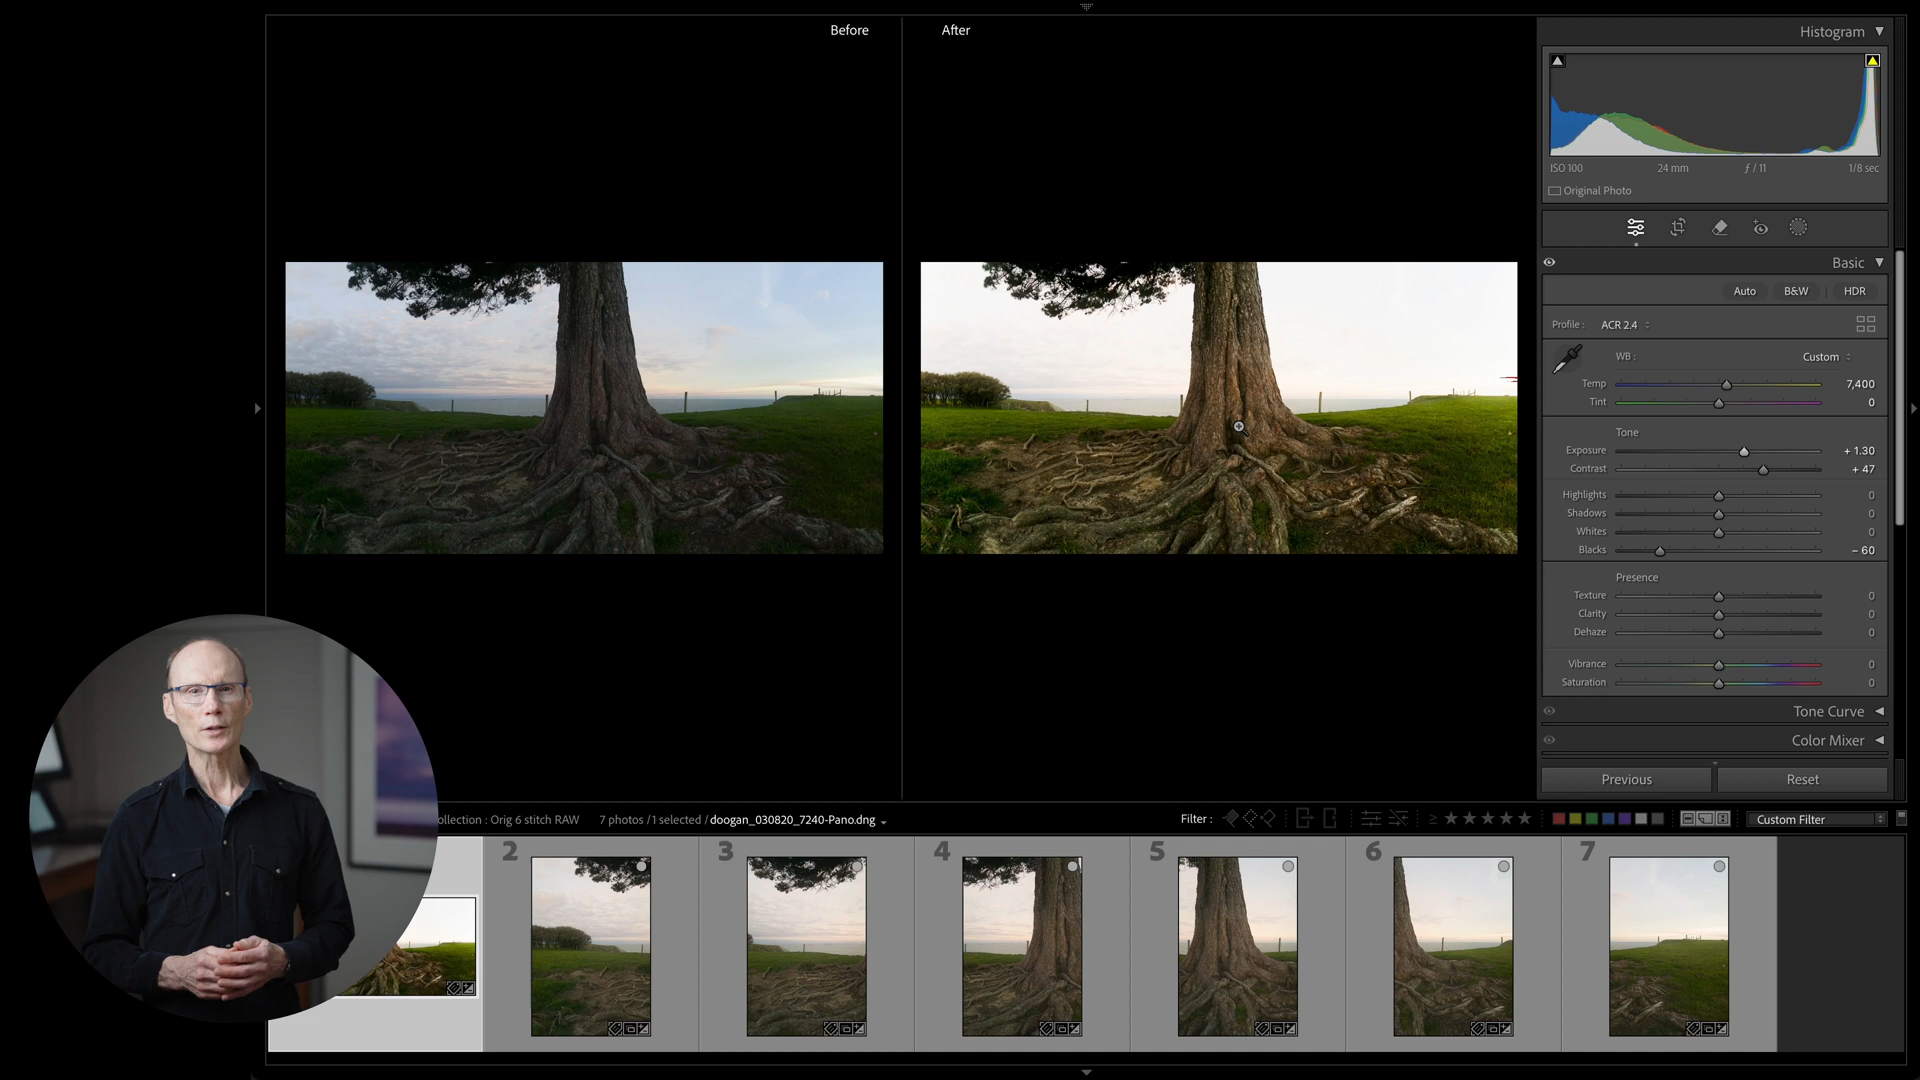 Before
After
Histogram
ISO 100 24 mm ƒ / 11 1/8 sec
Original Photo
Basic
Auto B&W HDR
Profile : ACR 2.4
WB : Custom
Temp 7,400
Tint 0
Tone
Exposure + 1.30
Contrast + 47
Highlights 0
Shadows 0
Whites 0
Blacks – 60
Presence
Texture 0
Clarity 0
Dehaze 0
Vibrance 0
Saturation 0
Tone Curve
Color Mixer
Previous Reset
ollection : Orig 6 stitch RAW 7 photos /1 selected / doogan_030820_7240-Pano.dng Filter : ≥ ★★★★★ Custom Filter
2 3 4 5 6 7